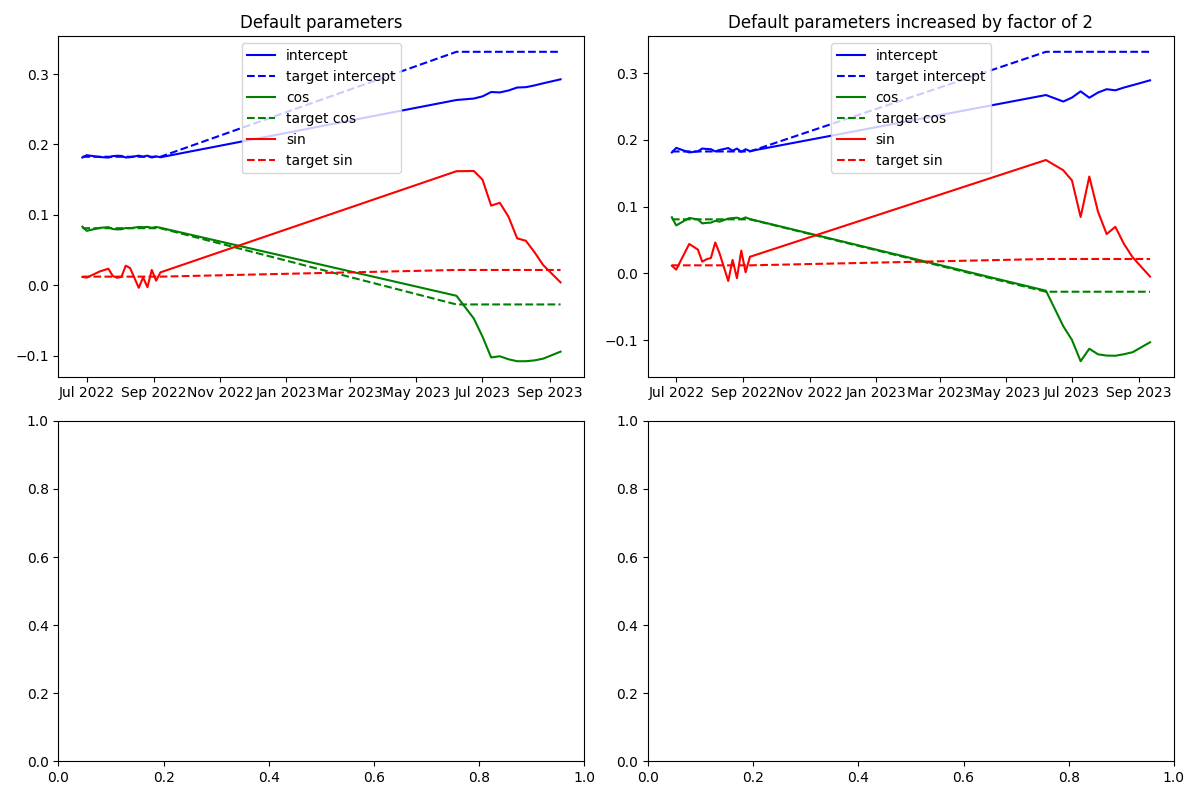 Default parameters
0.3
0.2
0.1
0.0
−0.1
intercept
target intercept
cos
target cos
sin
target sin
Jul 2022 Sep 2022 Nov 2022 Jan 2023 Mar 2023 May 2023 Jul 2023 Sep 2023
Default parameters increased by factor of 2
0.3
0.2
0.1
0.0
−0.1
intercept
target intercept
cos
target cos
sin
target sin
Jul 2022 Sep 2022 Nov 2022 Jan 2023 Mar 2023 May 2023 Jul 2023 Sep 2023
1.0
0.8
0.6
0.4
0.2
0.0
0.0 0.2 0.4 0.6 0.8 1.0
1.0
0.8
0.6
0.4
0.2
0.0
0.0 0.2 0.4 0.6 0.8 1.0